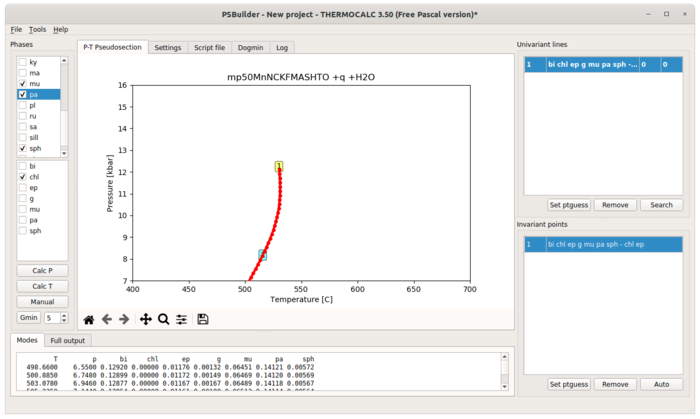 PSBuilder - New project - THERMOCALC 3.50 (Free Pascal version)*
File Tools Help
Phases
ky
ma
mu
pa
pl
ru
sa
sill
sph
bi
chl
ep
g
mu
pa
sph
Calc P
Calc T
Manual
Gmin 5
P-T Pseudosection Settings Script file Dogmin Log
mp50MnNCKFMASHTO +q +H2O
16
15
14
13
12
11
10
9
8
7
Pressure [kbar]
1
400 450 500 550 600 650 700
Temperature [C]
Univariant lines
1 bi chl ep g mu pa sph -... 0 0
Set ptguess Remove Search
Invariant points
1 bi chl ep g mu pa sph - chl ep
Set ptguess Remove Auto
Modes Full output
T p bi chl ep g mu pa sph
498.6600 6.5500 0.12920 0.00000 0.01176 0.00132 0.06451 0.14121 0.00572
500.8850 6.7480 0.12899 0.00000 0.01172 0.00149 0.06469 0.14120 0.00569
503.0780 6.9460 0.12877 0.00000 0.01167 0.00167 0.06489 0.14118 0.00567